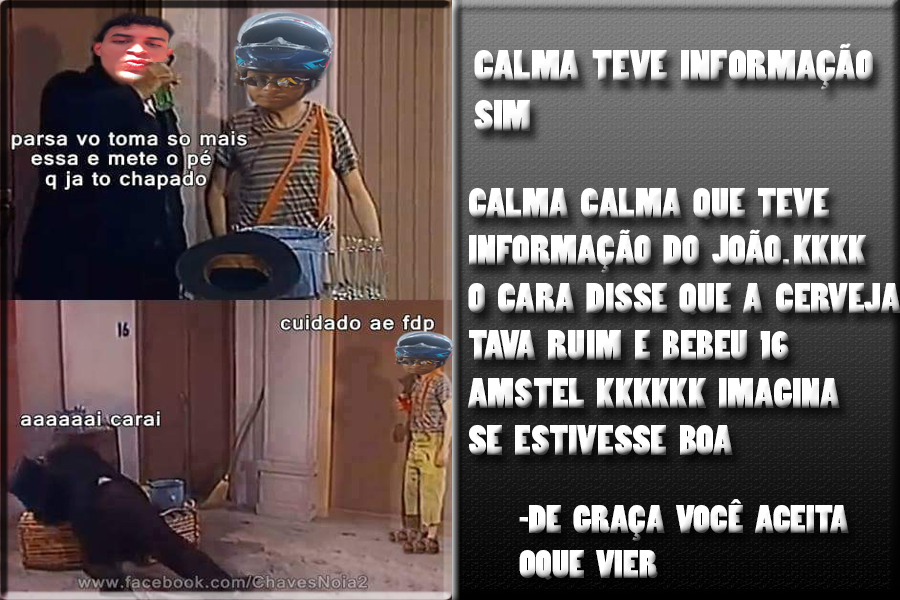 parsa vo toma so mais
essa e mete o pé
q ja to chapado
cuidado ae fdp
16
aaaaaai carai
www.facebook.com/ChavesNoia2
CALMA TEVE INFORMAÇÃO
SIM
CALMA CALMA QUE TEVE
INFORMAÇÃO DO JOÃO.KKKK
O CARA DISSE QUE A CERVEJA
TAVA RUIM E BEBEU 16
AMSTEL KKKKKK IMAGINA
SE ESTIVESSE BOA
-DE GRAÇA VOCÊ ACEITA
OQUE VIER